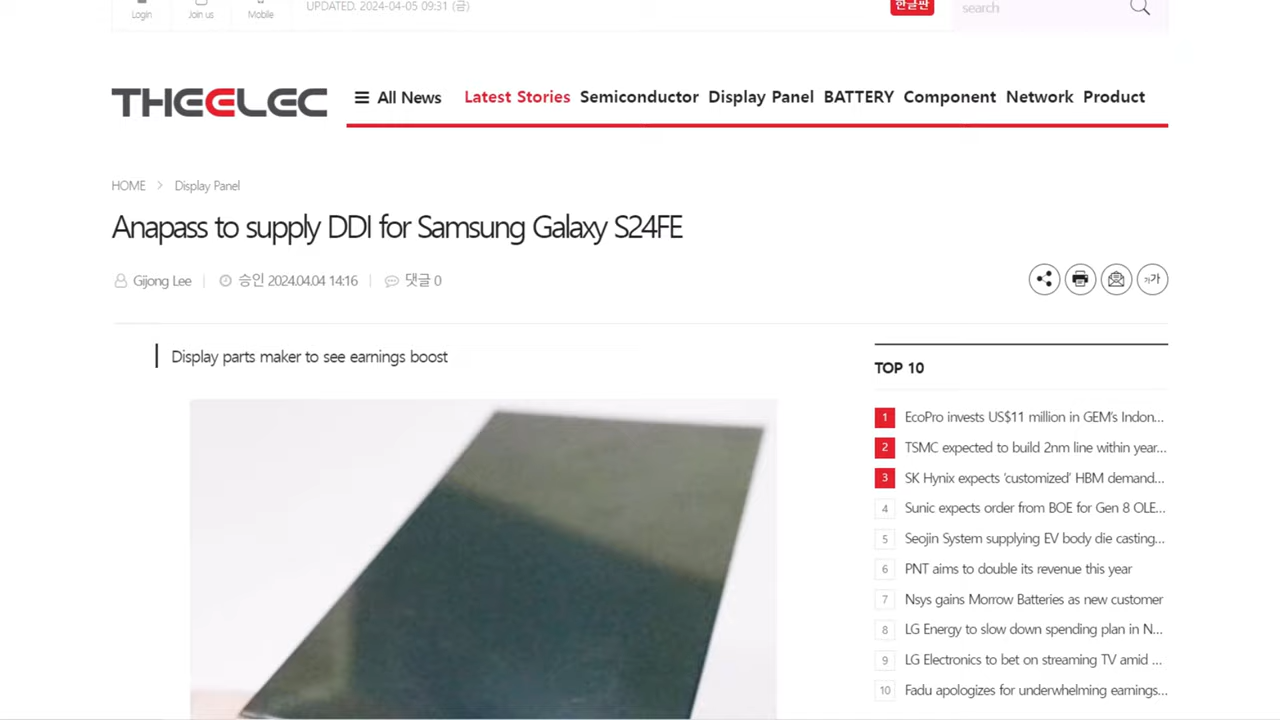 Login
Join us
Mobile
UPDATED. 2024-04-05 09:31 (금)
한글판
search
THEELEC
All News
Latest Stories
Semiconductor
Display Panel
BATTERY
Component
Network
Product
HOME > Display Panel
Anapass to supply DDI for Samsung Galaxy S24FE
Gijong Lee
승인 2024.04.04 14:16
댓글 0
가가
Display parts maker to see earnings boost
TOP 10
1 EcoPro invests US$11 million in GEM's Indon...
2 TSMC expected to build 2nm line within year...
3 SK Hynix expects ‘customized’ HBM demand...
4 Sunic expects order from BOE for Gen 8 OLE...
5 Seojin System supplying EV body die casting...
6 PNT aims to double its revenue this year
7 Nsys gains Morrow Batteries as new customer
8 LG Energy to slow down spending plan in N...
9 LG Electronics to bet on streaming TV amid ...
10 Fadu apologizes for underwhelming earnings...